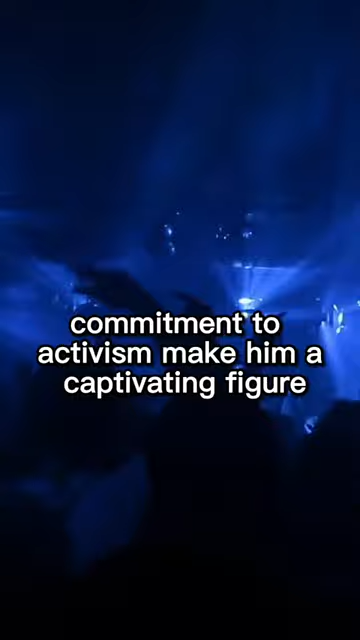 commitment to
activism make him a
captivating figure